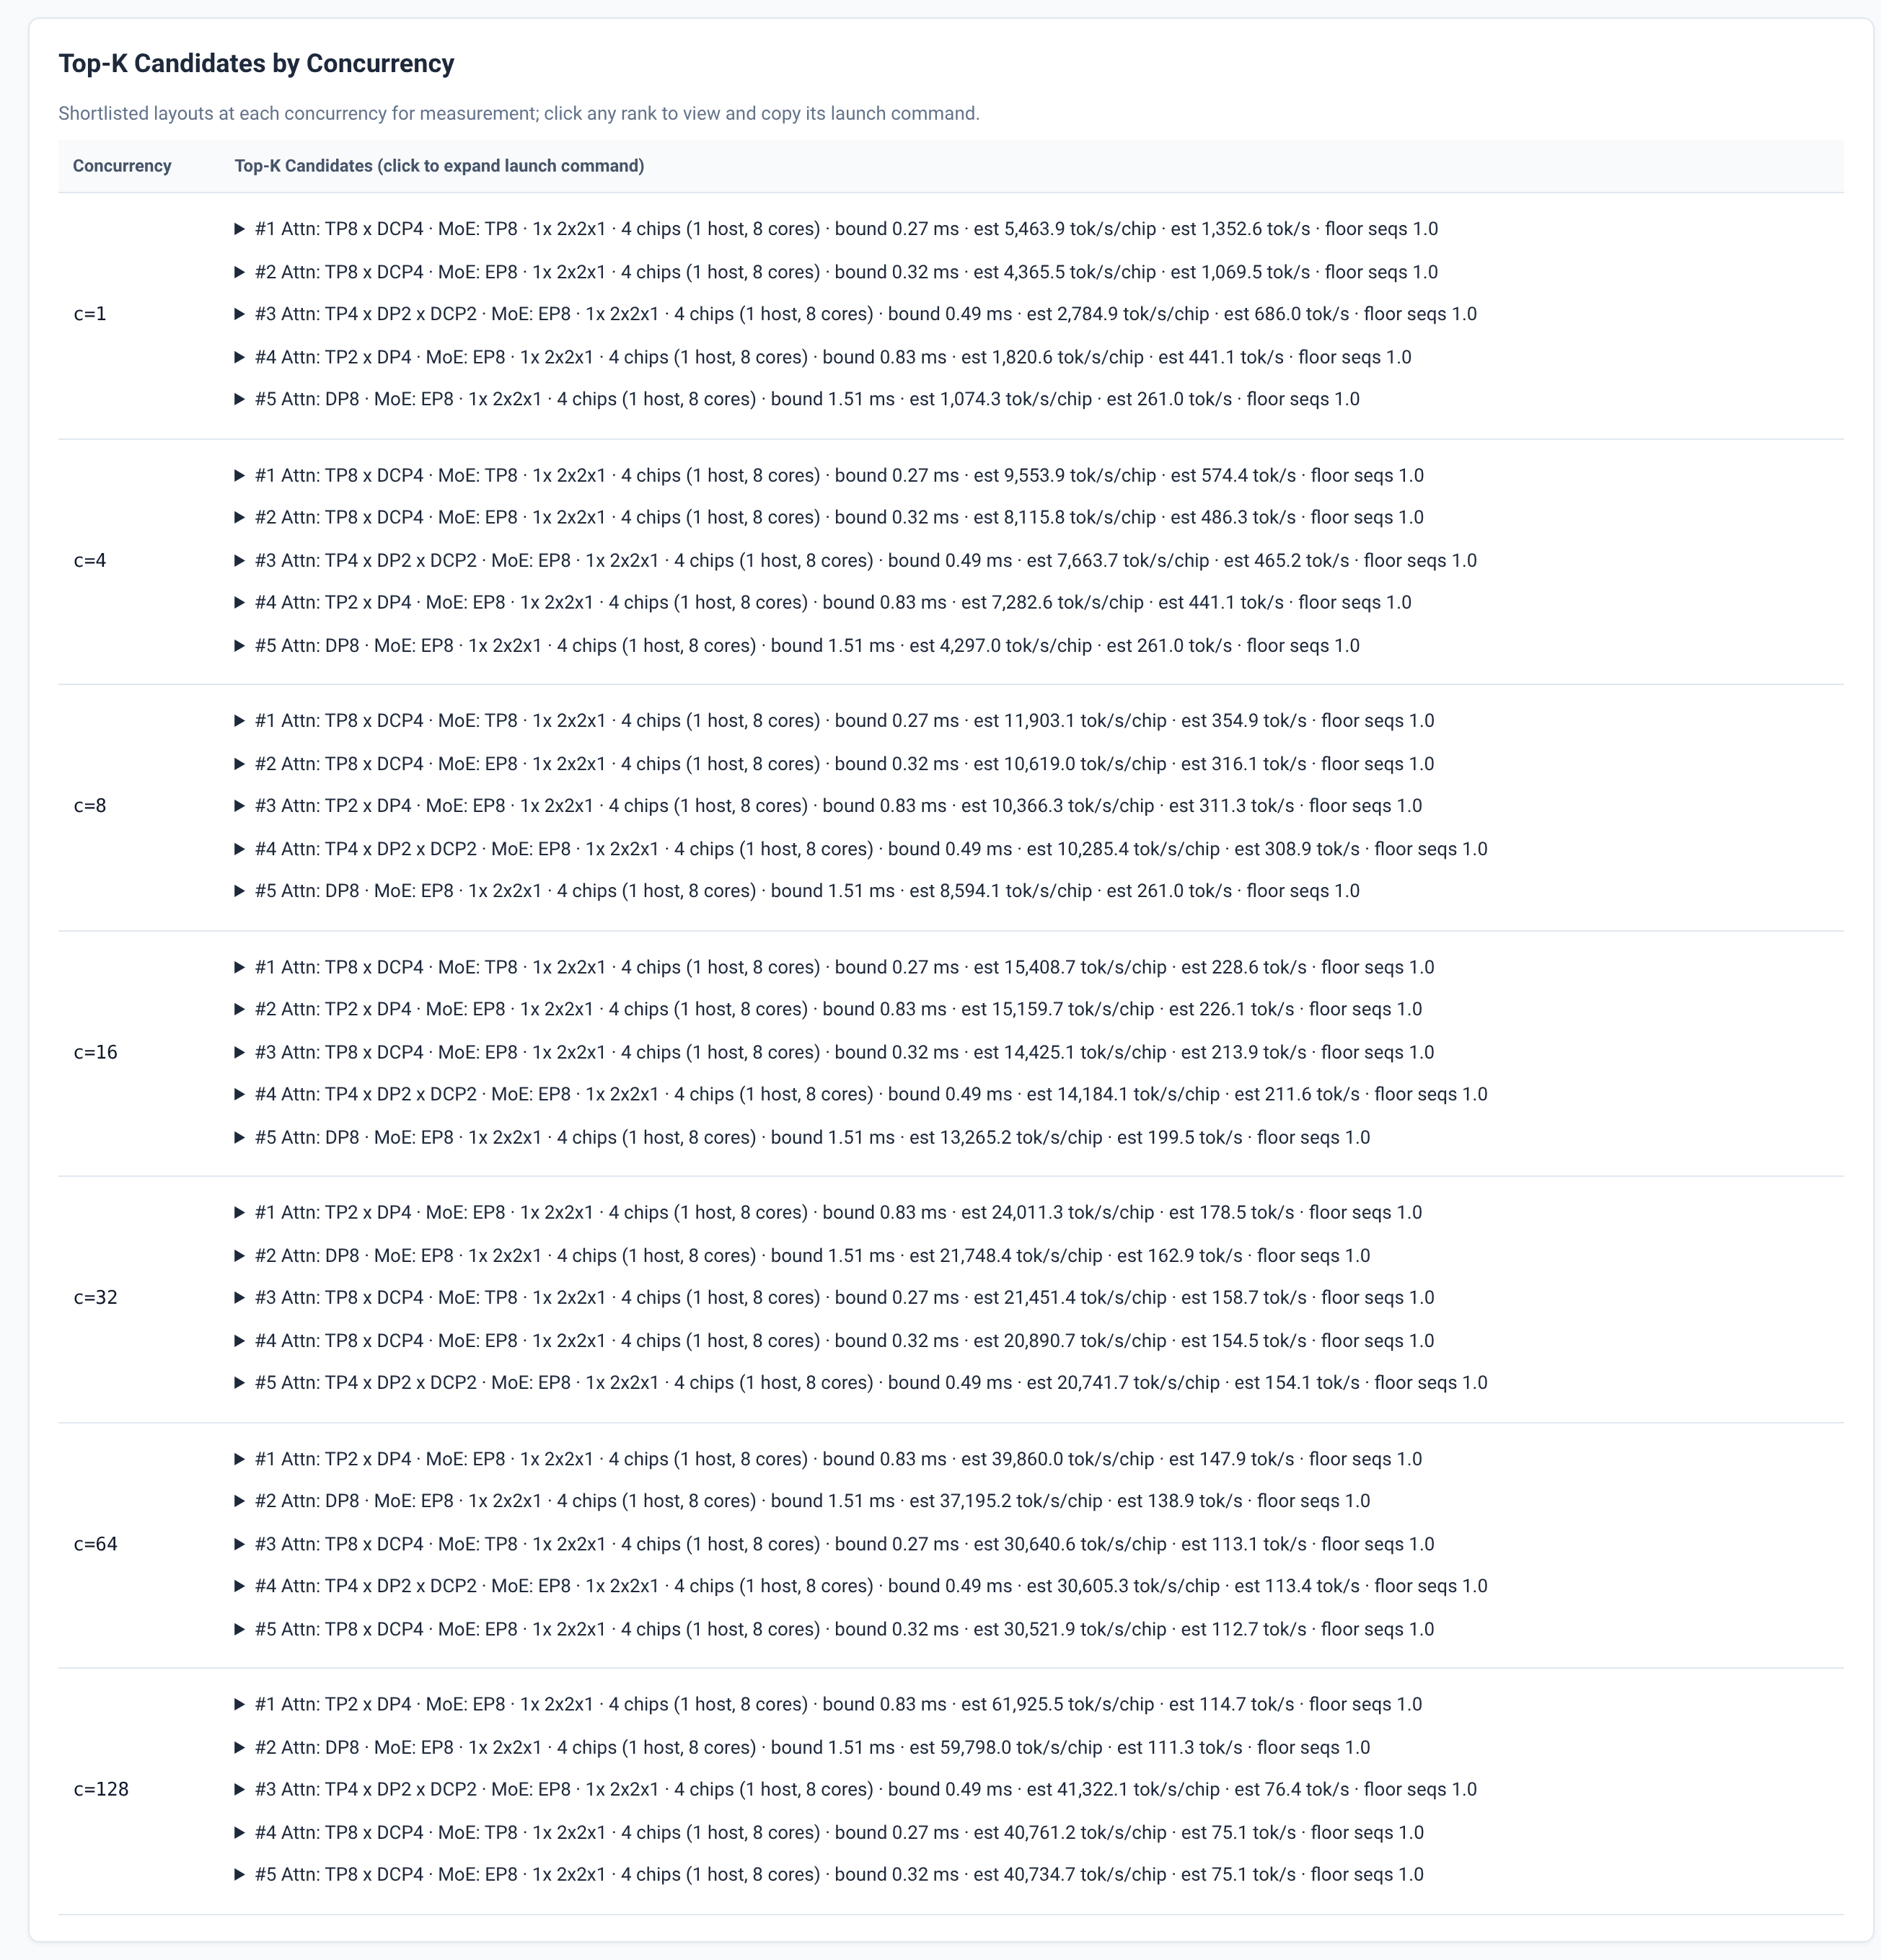 Top-K Candidates by Concurrency
Shortlisted layouts at each concurrency for measurement; click any rank to view and copy its launch command.
Concurrency Top-K Candidates (click to expand launch command)
c=1
▶ #1 Attn: TP8 x DCP4 · MoE: TP8 · 1x 2x2x1 · 4 chips (1 host, 8 cores) · bound 0.27 ms · est 5,463.9 tok/s/chip · est 1,352.6 tok/s · floor seqs 1.0
▶ #2 Attn: TP8 x DCP4 · MoE: EP8 · 1x 2x2x1 · 4 chips (1 host, 8 cores) · bound 0.32 ms · est 4,365.5 tok/s/chip · est 1,069.5 tok/s · floor seqs 1.0
▶ #3 Attn: TP4 x DP2 x DCP2 · MoE: EP8 · 1x 2x2x1 · 4 chips (1 host, 8 cores) · bound 0.49 ms · est 2,784.9 tok/s/chip · est 686.0 tok/s · floor seqs 1.0
▶ #4 Attn: TP2 x DP4 · MoE: EP8 · 1x 2x2x1 · 4 chips (1 host, 8 cores) · bound 0.83 ms · est 1,820.6 tok/s/chip · est 441.1 tok/s · floor seqs 1.0
▶ #5 Attn: DP8 · MoE: EP8 · 1x 2x2x1 · 4 chips (1 host, 8 cores) · bound 1.51 ms · est 1,074.3 tok/s/chip · est 261.0 tok/s · floor seqs 1.0
c=4
▶ #1 Attn: TP8 x DCP4 · MoE: TP8 · 1x 2x2x1 · 4 chips (1 host, 8 cores) · bound 0.27 ms · est 9,553.9 tok/s/chip · est 574.4 tok/s · floor seqs 1.0
▶ #2 Attn: TP8 x DCP4 · MoE: EP8 · 1x 2x2x1 · 4 chips (1 host, 8 cores) · bound 0.32 ms · est 8,115.8 tok/s/chip · est 486.3 tok/s · floor seqs 1.0
▶ #3 Attn: TP4 x DP2 x DCP2 · MoE: EP8 · 1x 2x2x1 · 4 chips (1 host, 8 cores) · bound 0.49 ms · est 7,663.7 tok/s/chip · est 465.2 tok/s · floor seqs 1.0
▶ #4 Attn: TP2 x DP4 · MoE: EP8 · 1x 2x2x1 · 4 chips (1 host, 8 cores) · bound 0.83 ms · est 7,282.6 tok/s/chip · est 441.1 tok/s · floor seqs 1.0
▶ #5 Attn: DP8 · MoE: EP8 · 1x 2x2x1 · 4 chips (1 host, 8 cores) · bound 1.51 ms · est 4,297.0 tok/s/chip · est 261.0 tok/s · floor seqs 1.0
c=8
▶ #1 Attn: TP8 x DCP4 · MoE: TP8 · 1x 2x2x1 · 4 chips (1 host, 8 cores) · bound 0.27 ms · est 11,903.1 tok/s/chip · est 354.9 tok/s · floor seqs 1.0
▶ #2 Attn: TP8 x DCP4 · MoE: EP8 · 1x 2x2x1 · 4 chips (1 host, 8 cores) · bound 0.32 ms · est 10,619.0 tok/s/chip · est 316.1 tok/s · floor seqs 1.0
▶ #3 Attn: TP2 x DP4 · MoE: EP8 · 1x 2x2x1 · 4 chips (1 host, 8 cores) · bound 0.83 ms · est 10,366.3 tok/s/chip · est 311.3 tok/s · floor seqs 1.0
▶ #4 Attn: TP4 x DP2 x DCP2 · MoE: EP8 · 1x 2x2x1 · 4 chips (1 host, 8 cores) · bound 0.49 ms · est 10,285.4 tok/s/chip · est 308.9 tok/s · floor seqs 1.0
▶ #5 Attn: DP8 · MoE: EP8 · 1x 2x2x1 · 4 chips (1 host, 8 cores) · bound 1.51 ms · est 8,594.1 tok/s/chip · est 261.0 tok/s · floor seqs 1.0
c=16
▶ #1 Attn: TP8 x DCP4 · MoE: TP8 · 1x 2x2x1 · 4 chips (1 host, 8 cores) · bound 0.27 ms · est 15,408.7 tok/s/chip · est 228.6 tok/s · floor seqs 1.0
▶ #2 Attn: TP2 x DP4 · MoE: EP8 · 1x 2x2x1 · 4 chips (1 host, 8 cores) · bound 0.83 ms · est 15,159.7 tok/s/chip · est 226.1 tok/s · floor seqs 1.0
▶ #3 Attn: TP8 x DCP4 · MoE: EP8 · 1x 2x2x1 · 4 chips (1 host, 8 cores) · bound 0.32 ms · est 14,425.1 tok/s/chip · est 213.9 tok/s · floor seqs 1.0
▶ #4 Attn: TP4 x DP2 x DCP2 · MoE: EP8 · 1x 2x2x1 · 4 chips (1 host, 8 cores) · bound 0.49 ms · est 14,184.1 tok/s/chip · est 211.6 tok/s · floor seqs 1.0
▶ #5 Attn: DP8 · MoE: EP8 · 1x 2x2x1 · 4 chips (1 host, 8 cores) · bound 1.51 ms · est 13,265.2 tok/s/chip · est 199.5 tok/s · floor seqs 1.0
c=32
▶ #1 Attn: TP2 x DP4 · MoE: EP8 · 1x 2x2x1 · 4 chips (1 host, 8 cores) · bound 0.83 ms · est 24,011.3 tok/s/chip · est 178.5 tok/s · floor seqs 1.0
▶ #2 Attn: DP8 · MoE: EP8 · 1x 2x2x1 · 4 chips (1 host, 8 cores) · bound 1.51 ms · est 21,748.4 tok/s/chip · est 162.9 tok/s · floor seqs 1.0
▶ #3 Attn: TP8 x DCP4 · MoE: TP8 · 1x 2x2x1 · 4 chips (1 host, 8 cores) · bound 0.27 ms · est 21,451.4 tok/s/chip · est 158.7 tok/s · floor seqs 1.0
▶ #4 Attn: TP8 x DCP4 · MoE: EP8 · 1x 2x2x1 · 4 chips (1 host, 8 cores) · bound 0.32 ms · est 20,890.7 tok/s/chip · est 154.5 tok/s · floor seqs 1.0
▶ #5 Attn: TP4 x DP2 x DCP2 · MoE: EP8 · 1x 2x2x1 · 4 chips (1 host, 8 cores) · bound 0.49 ms · est 20,741.7 tok/s/chip · est 154.1 tok/s · floor seqs 1.0
c=64
▶ #1 Attn: TP2 x DP4 · MoE: EP8 · 1x 2x2x1 · 4 chips (1 host, 8 cores) · bound 0.83 ms · est 39,860.0 tok/s/chip · est 147.9 tok/s · floor seqs 1.0
▶ #2 Attn: DP8 · MoE: EP8 · 1x 2x2x1 · 4 chips (1 host, 8 cores) · bound 1.51 ms · est 37,195.2 tok/s/chip · est 138.9 tok/s · floor seqs 1.0
▶ #3 Attn: TP8 x DCP4 · MoE: TP8 · 1x 2x2x1 · 4 chips (1 host, 8 cores) · bound 0.27 ms · est 30,640.6 tok/s/chip · est 113.1 tok/s · floor seqs 1.0
▶ #4 Attn: TP4 x DP2 x DCP2 · MoE: EP8 · 1x 2x2x1 · 4 chips (1 host, 8 cores) · bound 0.49 ms · est 30,605.3 tok/s/chip · est 113.4 tok/s · floor seqs 1.0
▶ #5 Attn: TP8 x DCP4 · MoE: EP8 · 1x 2x2x1 · 4 chips (1 host, 8 cores) · bound 0.32 ms · est 30,521.9 tok/s/chip · est 112.7 tok/s · floor seqs 1.0
c=128
▶ #1 Attn: TP2 x DP4 · MoE: EP8 · 1x 2x2x1 · 4 chips (1 host, 8 cores) · bound 0.83 ms · est 61,925.5 tok/s/chip · est 114.7 tok/s · floor seqs 1.0
▶ #2 Attn: DP8 · MoE: EP8 · 1x 2x2x1 · 4 chips (1 host, 8 cores) · bound 1.51 ms · est 59,798.0 tok/s/chip · est 111.3 tok/s · floor seqs 1.0
▶ #3 Attn: TP4 x DP2 x DCP2 · MoE: EP8 · 1x 2x2x1 · 4 chips (1 host, 8 cores) · bound 0.49 ms · est 41,322.1 tok/s/chip · est 76.4 tok/s · floor seqs 1.0
▶ #4 Attn: TP8 x DCP4 · MoE: TP8 · 1x 2x2x1 · 4 chips (1 host, 8 cores) · bound 0.27 ms · est 40,761.2 tok/s/chip · est 75.1 tok/s · floor seqs 1.0
▶ #5 Attn: TP8 x DCP4 · MoE: EP8 · 1x 2x2x1 · 4 chips (1 host, 8 cores) · bound 0.32 ms · est 40,734.7 tok/s/chip · est 75.1 tok/s · floor seqs 1.0